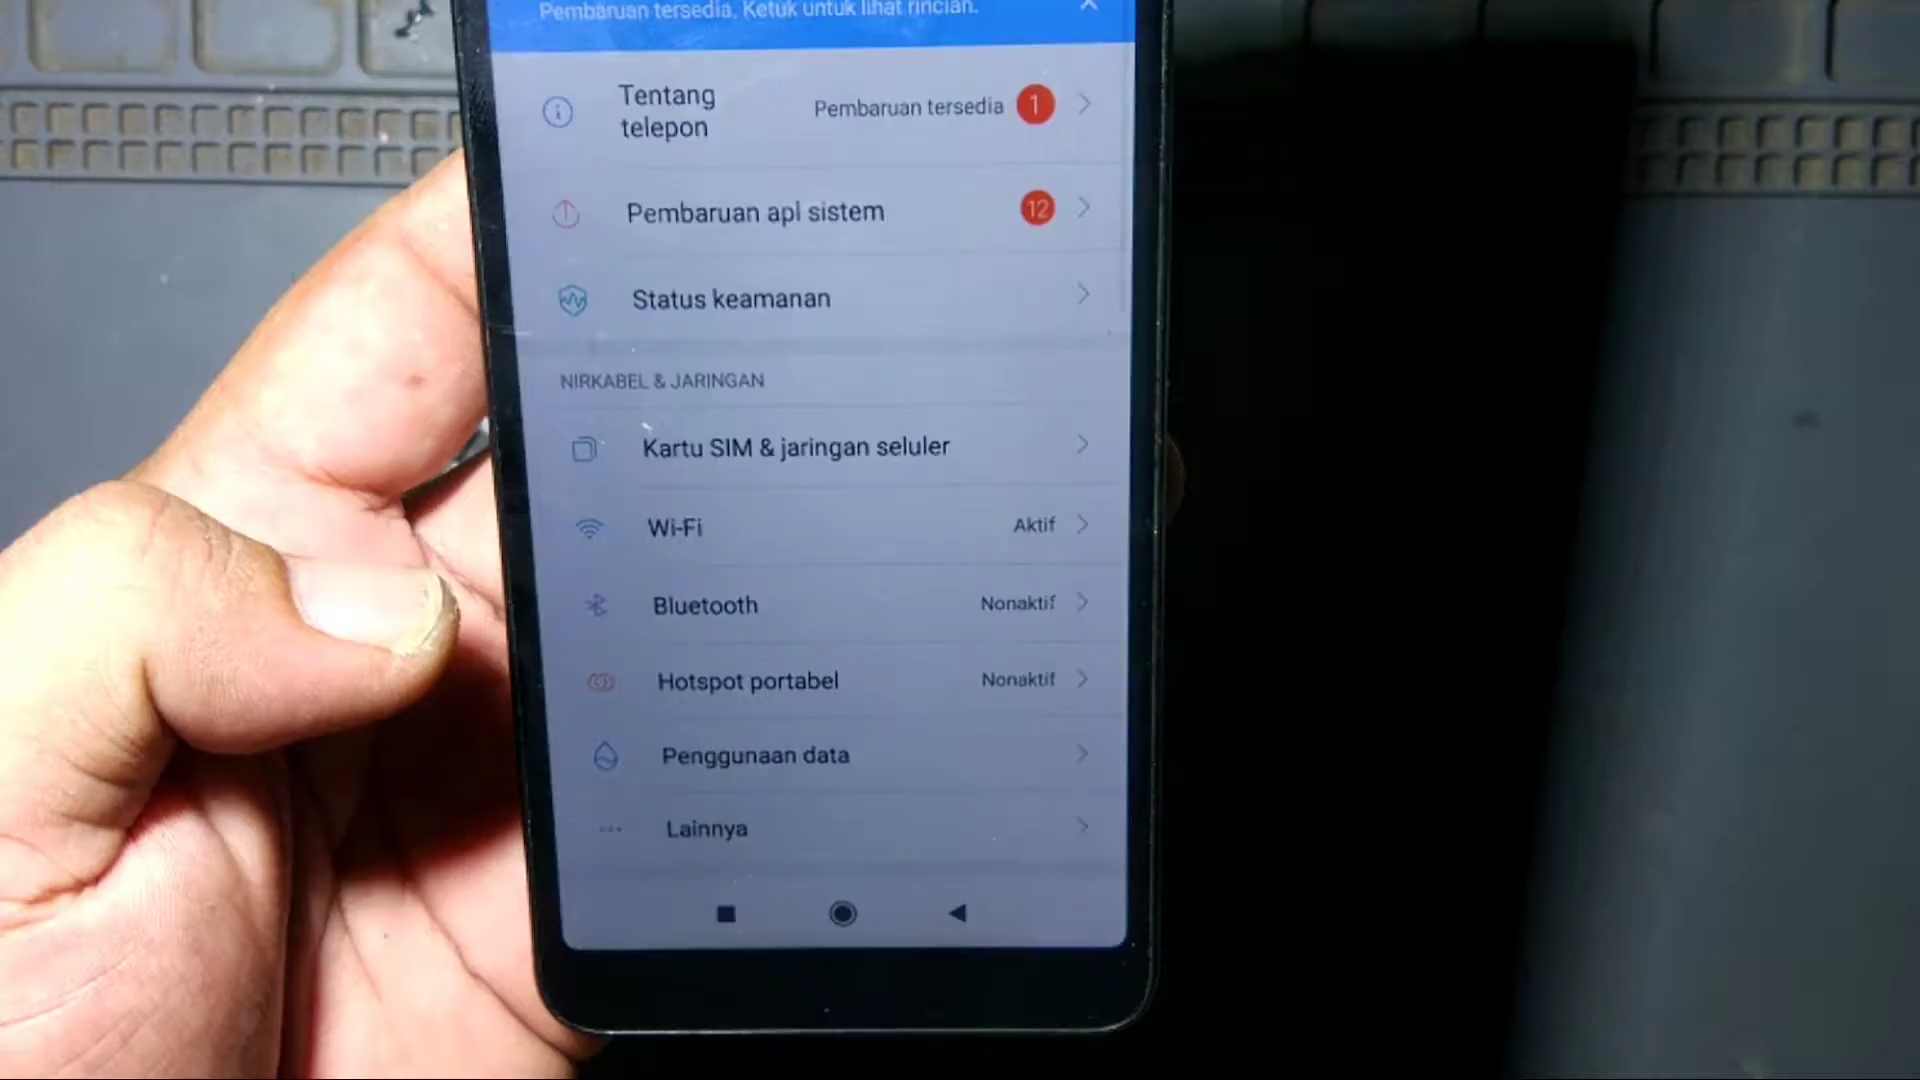 Pembaruan tersedia. Ketuk untuk lihat rincian.
Tentang
telepon
Pembaruan tersedia
1
Pembaruan apl sistem
12
Status keamanan
NIRKABEL & JARINGAN
Kartu SIM & jaringan seluler
Wi-Fi
Aktif
Bluetooth
Nonaktif
Hotspot portabel
Nonaktif
Penggunaan data
Lainnya